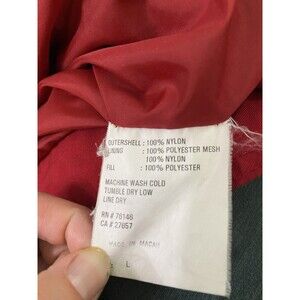 OUTERSHELL : 100% NYLON
LINING : 100% POLYESTER MESH
100% NYLON
FILL : 100% POLYESTER
MACHINE WASH COLD
TUMBLE DRY LOW
LINE DRY
RN # 76146
CA # 27657
MADE IN MACAU
L